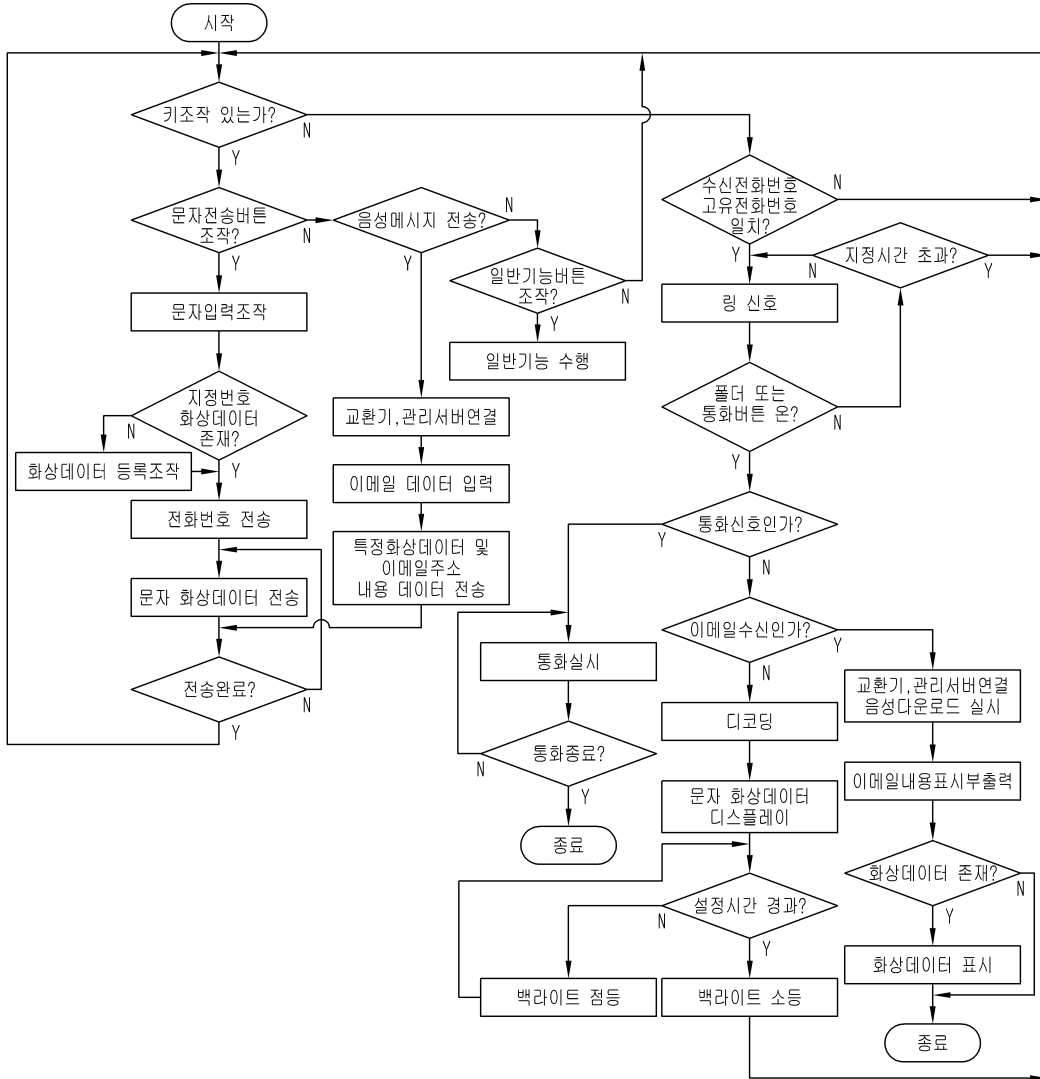 시작
키조작 있는가?
N
Y
문자전송버튼
조작?
N
Y
음성메시지 전송?
N
Y
일반기능버튼
조작?
N
Y
일반기능 수행
수신전화번호
고유전화번호
일치?
N
Y
지정시간 초과?
N
Y
링 신호
폴더 또는
통화버튼 온?
N
Y
문자입력조작
지정번호
화상데이터
존재?
N
Y
화상데이터 등록조작
전화번호 전송
문자 화상데이터 전송
전송완료?
N
Y
교환기,관리서버연결
이메일 데이터 입력
특정화상데이터 및
이메일주소
내용 데이터 전송
통화신호인가?
Y
N
통화실시
통화종료?
N
Y
종료
이메일수신인가?
Y
N
디코딩
문자 화상데이터
디스플레이
설정시간 경과?
N
Y
백라이트 점등
백라이트 소등
교환기,관리서버연결
음성다운로드 실시
이메일내용표시부출력
화상데이터 존재?
N
Y
화상데이터 표시
종료